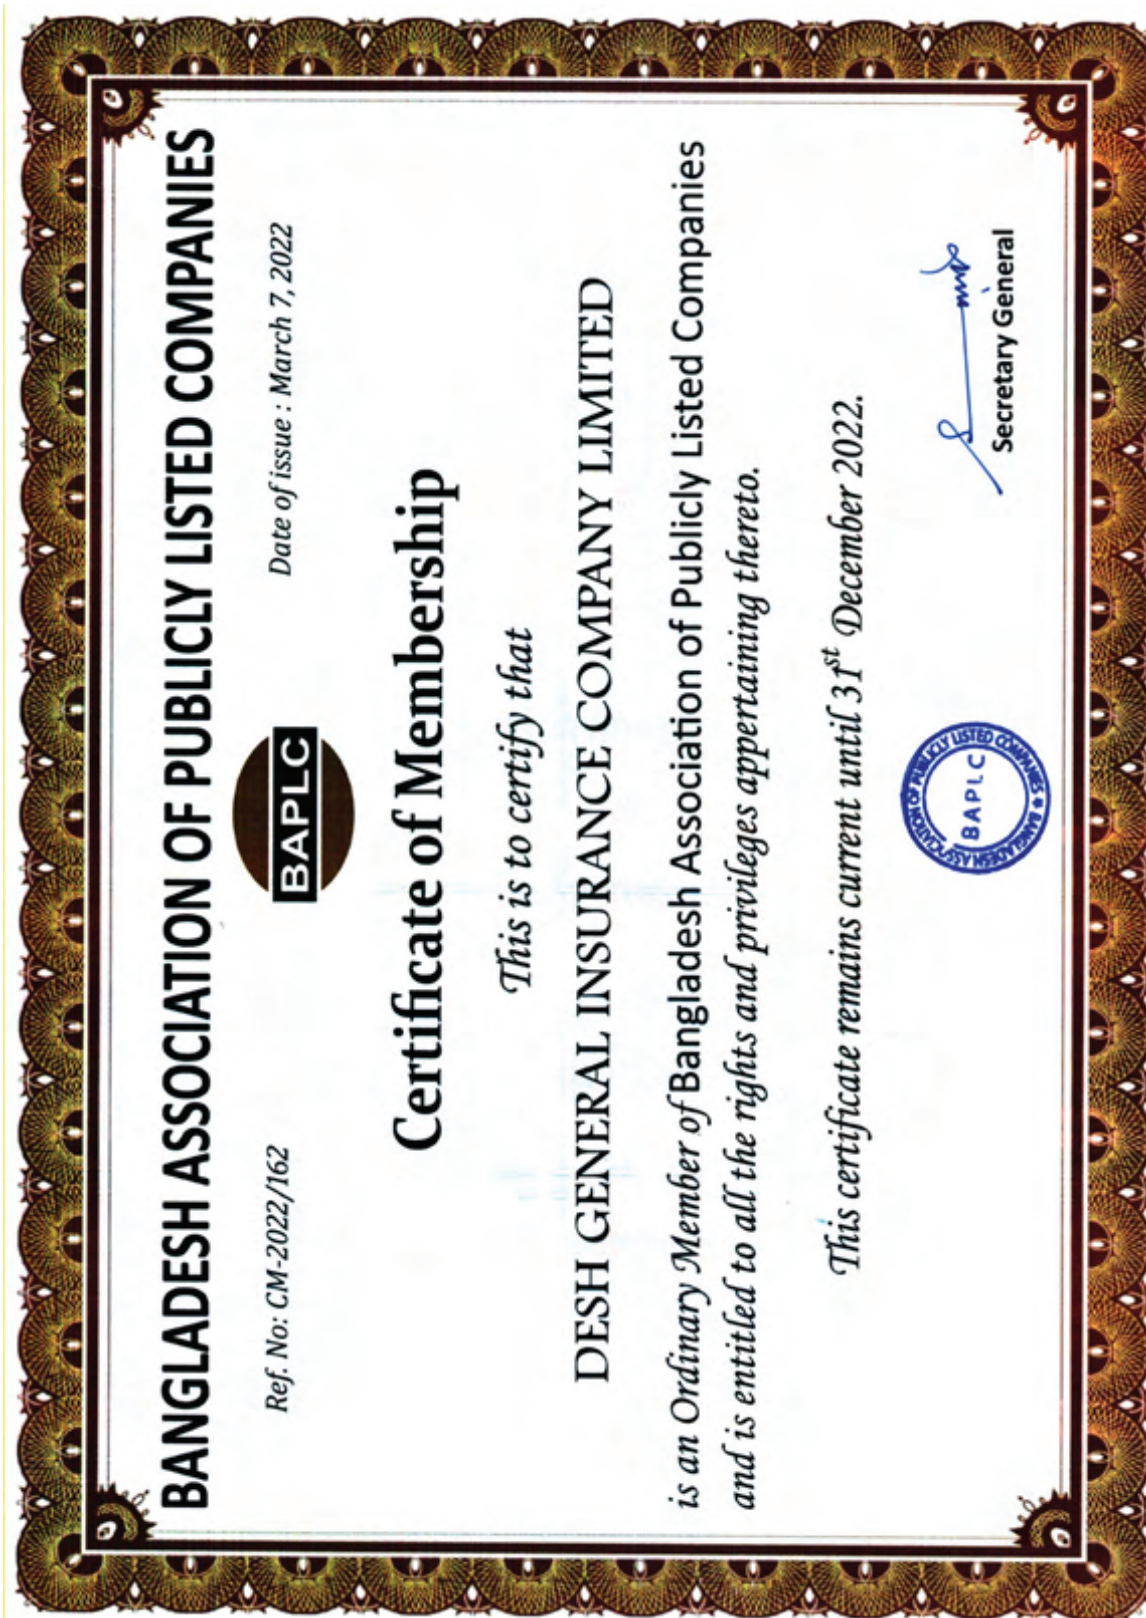 BANGLADESH ASSOCIATION OF PUBLICLY LISTED COMPANIES
Ref. No: CM-2022/162
BAPLC
Date of issue : March 7, 2022
Certificate of Membership
This is to certify that
DESH GENERAL INSURANCE COMPANY LIMITED
is an Ordinary Member of Bangladesh Association of Publicly Listed Companies
and is entitled to all the rights and privileges appertaining thereto.
This certificate remains current until 31st December 2022.
BANGLADESH ASSOCIATION OF PUBLICLY LISTED COMPANIES
BAPLC
Secretary General